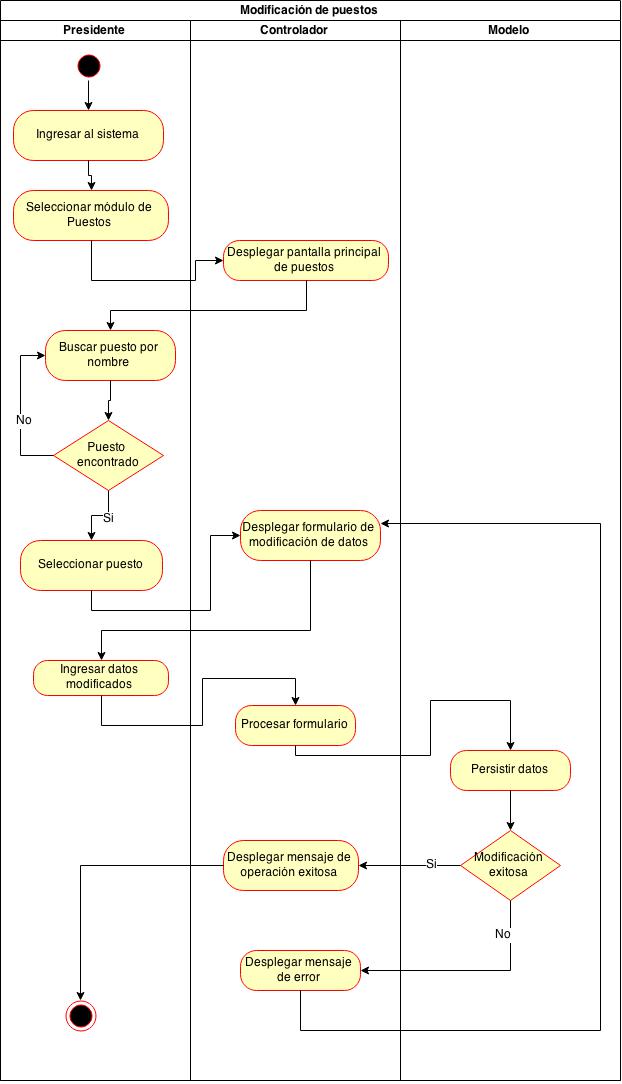 Modificación de puestos
Presidente
Controlador
Modelo
Ingresar al sistema
Seleccionar módulo de
Puestos
Desplegar pantalla principal
de puestos
Buscar puesto por
nombre
No
Puesto
encontrado
Si
Desplegar formulario de
modificación de datos
Seleccionar puesto
Ingresar datos
modificados
Procesar formulario
Persistir datos
Modificación
exitosa
Si
Desplegar mensaje de
operación exitosa
No
Desplegar mensaje
de error